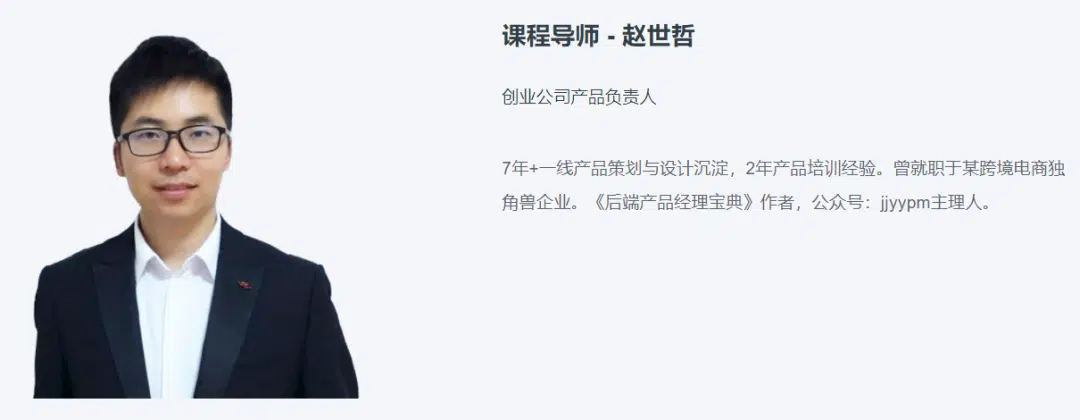 课程导师 - 赵世哲
创业公司产品负责人
7年+一线产品策划与设计沉淀，2年产品培训经验。曾就职于某跨境电商独
角兽企业。《后端产品经理宝典》作者，公众号：jjyypm主理人。